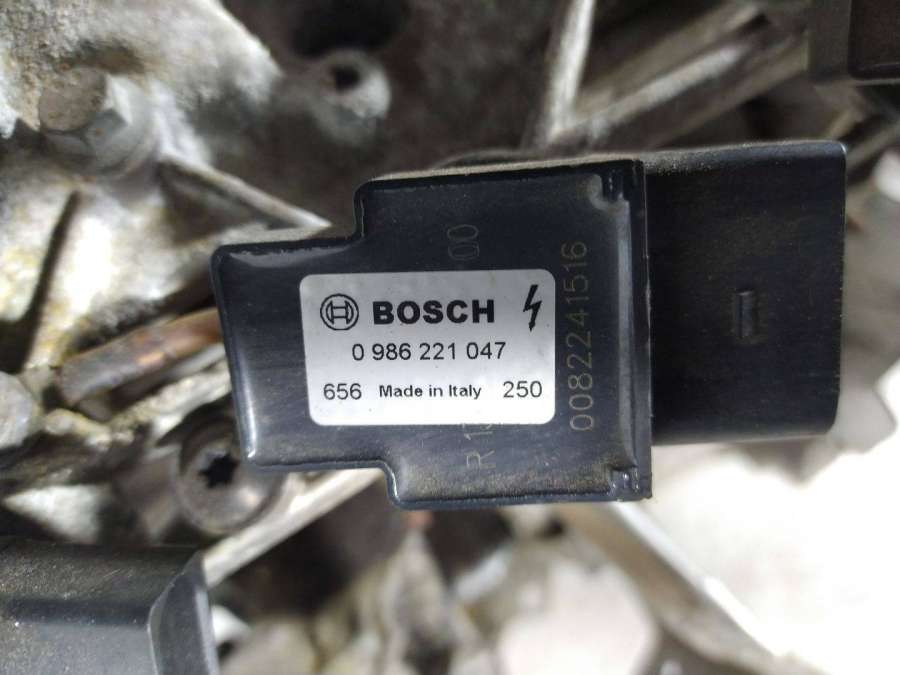 BOSCH
0 986 221 047
656 Made in Italy 250
0082241516